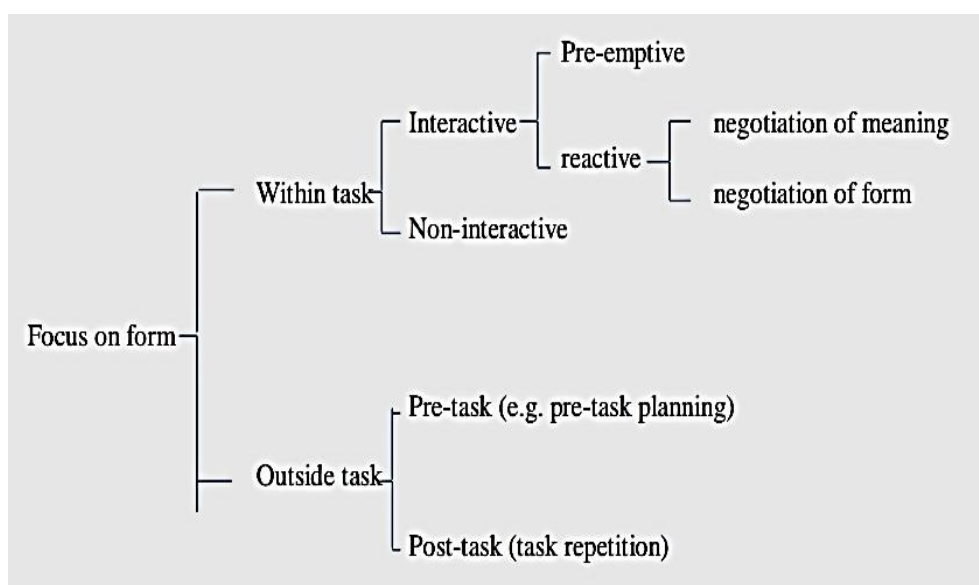 Pre-emptive
Interactive
negotiation of meaning
reactive
Within task
negotiation of form
Non-interactive
Focus on form
Pre-task (e.g. pre-task planning)
Outside task
Post-task (task repetition)